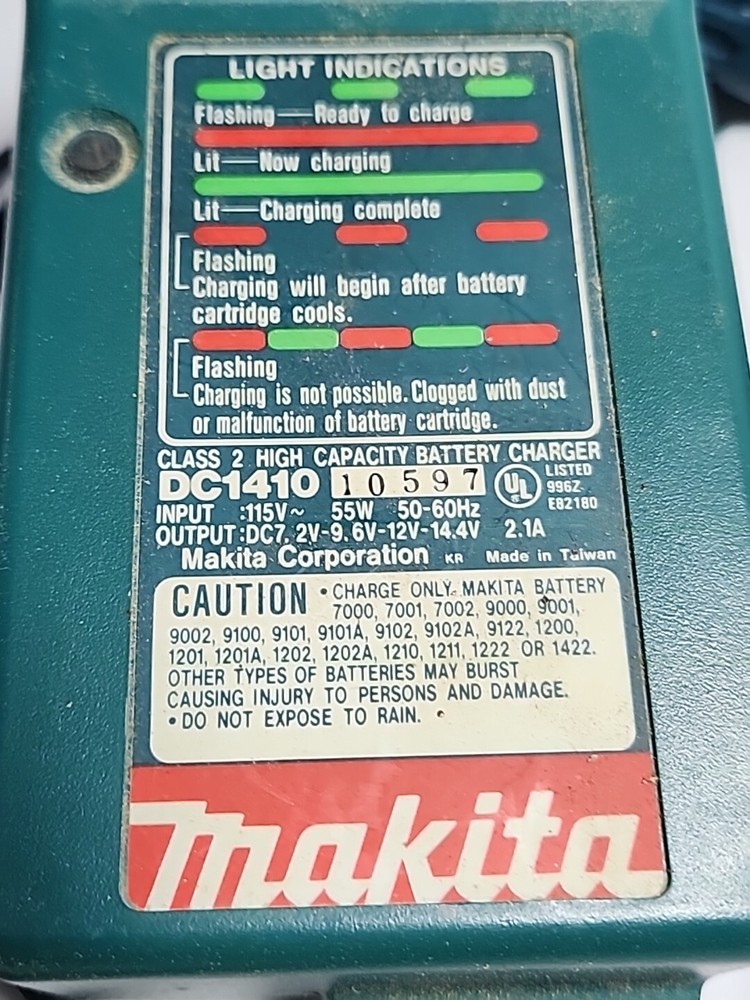 LIGHT INDICATIONS
Flashing—Ready to charge
Lit—Now charging
Lit—Charging complete
Flashing
Charging will begin after battery
cartridge cools.
Flashing
Charging is not possible. Clogged with dust
or malfunction of battery cartridge.
CLASS 2 HIGH CAPACITY BATTERY CHARGER
DC1410 10597 UL LISTED
996Z
E82180
INPUT :115V~ 55W 50-60Hz
OUTPUT:DC7.2V-9.6V-12V-14.4V 2.1A
Makita Corporation KR Made in Taiwan
CAUTION •CHARGE ONLY MAKITA BATTERY
7000, 7001, 7002, 9000, 9001,
9002, 9100, 9101, 9101A, 9102, 9102A, 9122, 1200,
1201, 1201A, 1202, 1202A, 1210, 1211, 1222 OR 1422.
OTHER TYPES OF BATTERIES MAY BURST
CAUSING INJURY TO PERSONS AND DAMAGE.
•DO NOT EXPOSE TO RAIN.
makita